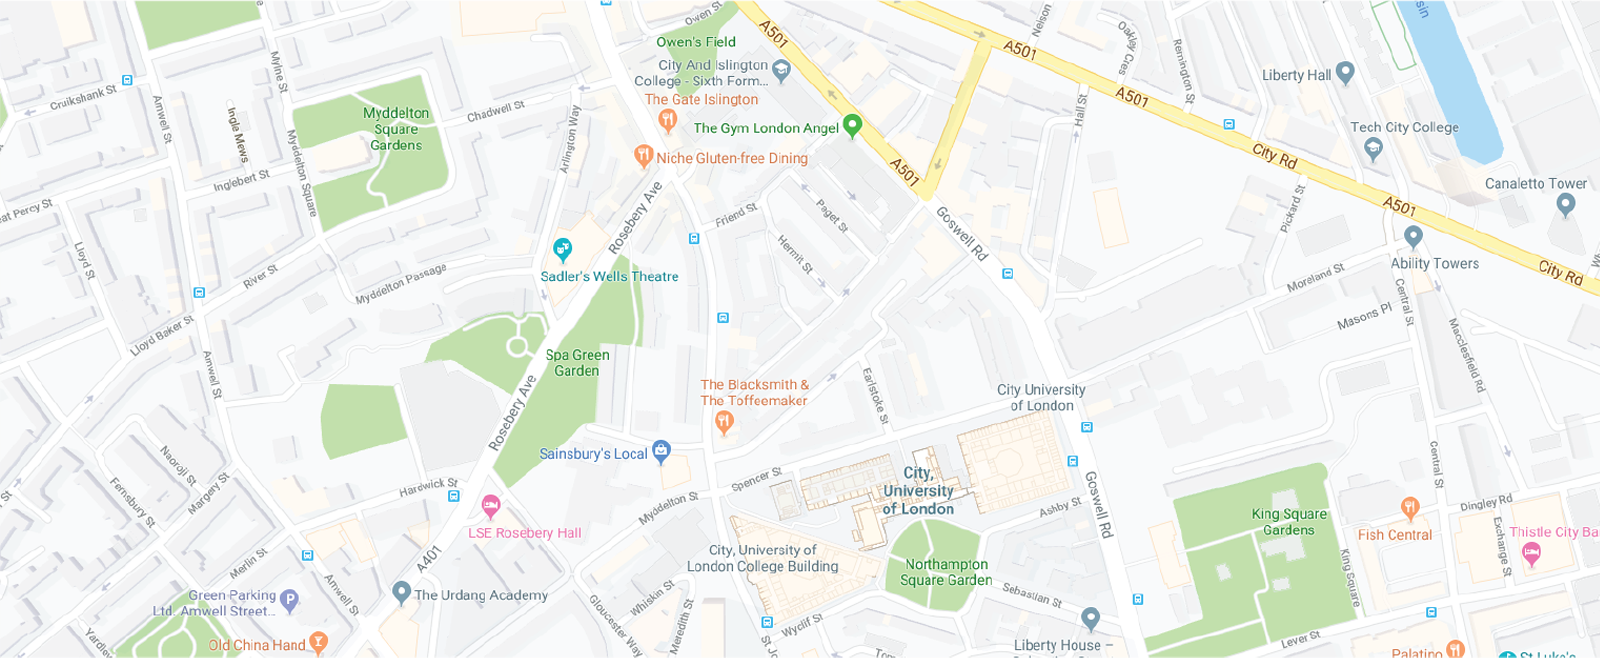 Owen St
A501
Nelson
Oakley Cres
sin
Owen's Field
City And Islington
College - Sixth Form...
A501
Remington St
Liberty Hall
Mylne St
Cruikshank St
Amwell St
Ingle Mews
Myddelton
Square
Gardens
Chadwell St
The Gate Islington
The Gym London Angel
Hall St
A501
Tech City College
Arlington Way
Niche Gluten-free Dining
A501
City Rd
Inglebert St
Myddelton Square
Canaletto Tower
eat Percy St
Rosebery Ave
Friend St
Paget St
Goswell Rd
Pickard St
A501
Lloyd St
Hermit St
Sadler's Wells Theatre
Ability Towers
City Rd
River St
Myddelton Passage
Moreland St
Central St
Masons Pl
Lloyd Baker St
Macclesfield Rd
Amwell St
Spa Green
Garden
Rosebery Ave
The Blacksmith &
The Toffeemaker
Earlstoke St
City University
of London
Sainsbury's Local
Naoroji St
Margery St
Fernsbury St
Hardwick St
Spencer St
Myddelton St
City,
University
of London
Ashby St
Goswell Rd
Central St
Dingley Rd
LSE Rosebery Hall
King Square
Gardens
Fish Central
Exchange St
Thistle City Ba
Merlin St
A401
City, University of
London College Building
Northampton
Square Garden
King Square
Amwell St
Green Parking
Ltd. Amwell Street...
The Urdang Academy
Gloucester Way
Whiskin St
Meredith St
Sebastian St
Wyclif St
Yardley
Old China Hand
St Jo
Liberty House –
Lever St
Palatino
St Luke's